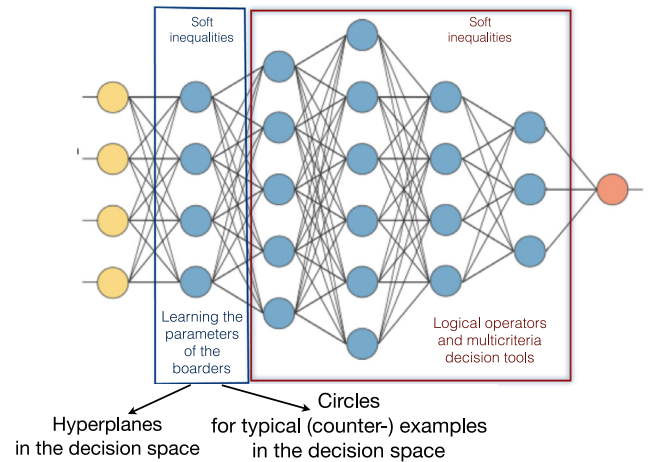 Soft
inequalities
Soft
inequalities
Learning the
parameters
of the
boarders
Logical operators
and multicriteria
decision tools
Hyperplanes
in the decision space
Circles
for typical (counter-) examples
in the decision space